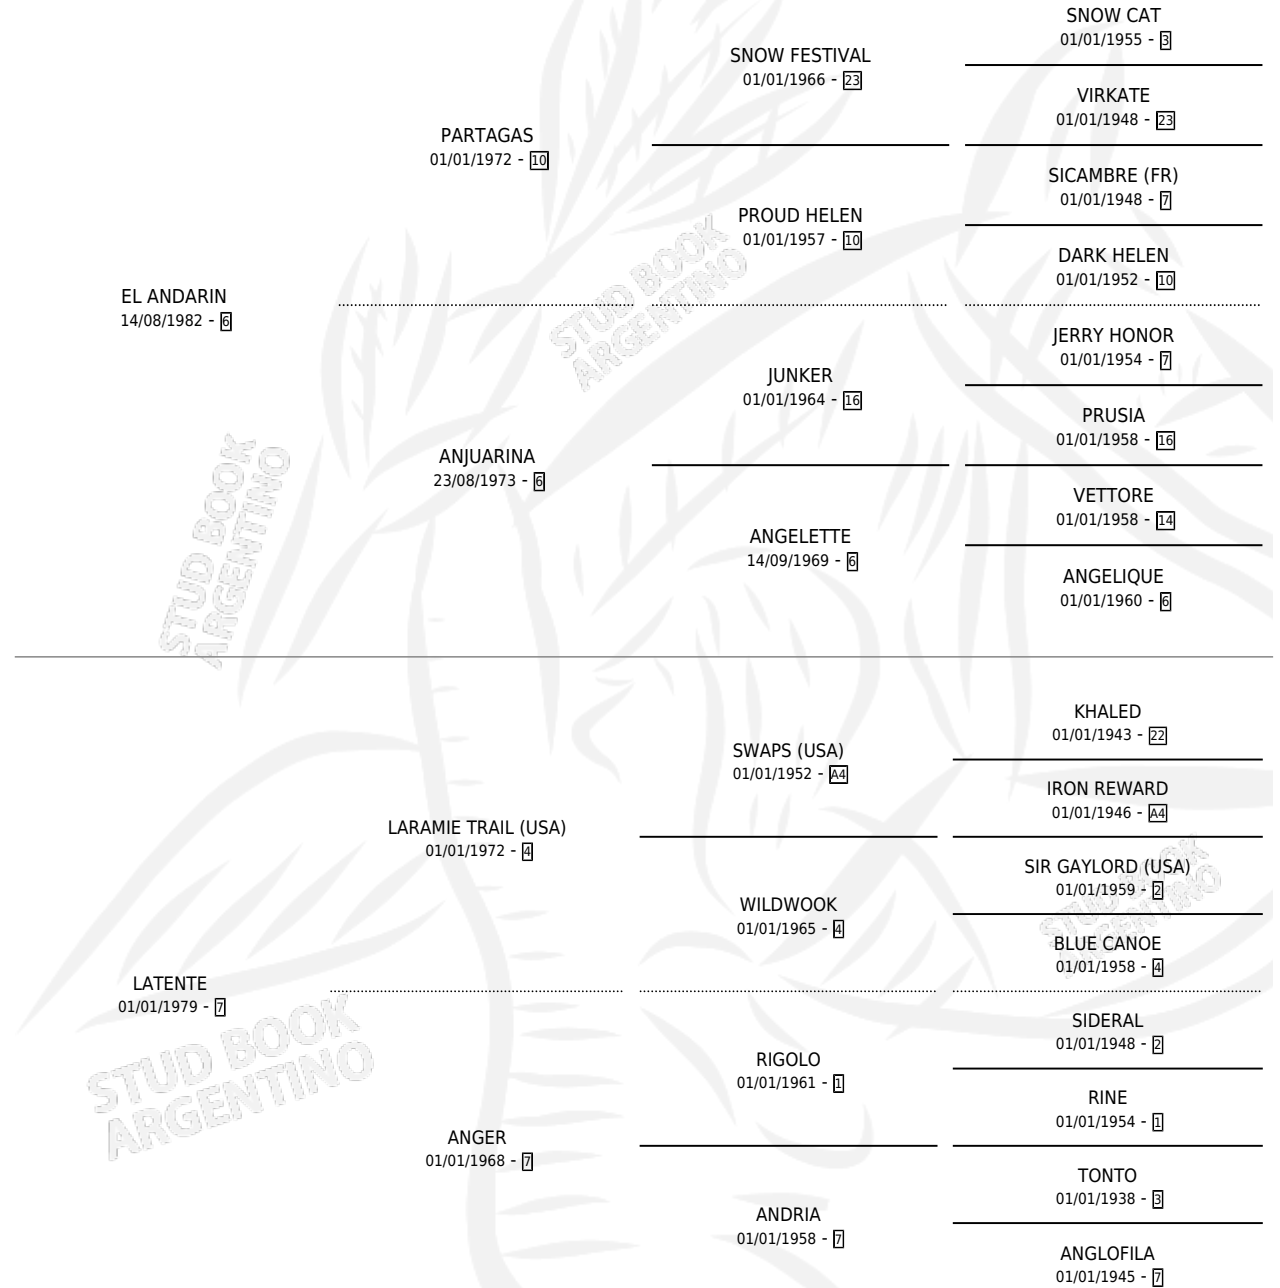 SNOW CAT
01/01/1955 - 3
SNOW FESTIVAL
01/01/1966 - 23
VIRKATE
01/01/1948 - 23
PARTAGAS
01/01/1972 - 10
SICAMBRE (FR)
01/01/1948 - 7
PROUD HELEN
01/01/1957 - 10
DARK HELEN
01/01/1952 - 10
EL ANDARIN
14/08/1982 - 6
JERRY HONOR
01/01/1954 - 7
JUNKER
01/01/1964 - 16
PRUSIA
01/01/1958 - 16
ANJUARINA
23/08/1973 - 6
VETTORE
01/01/1958 - 14
ANGELETTE
14/09/1969 - 6
ANGELIQUE
01/01/1960 - 6
STUD BOOK
ARGENTINO
STUD BOOK
ARGENTINO
KHALED
01/01/1943 - 22
SWAPS (USA)
01/01/1952 - A4
IRON REWARD
01/01/1946 - A4
LARAMIE TRAIL (USA)
01/01/1972 - 4
SIR GAYLORD (USA)
01/01/1959 - 2
WILDWOOK
01/01/1965 - 4
BLUE CANOE
01/01/1958 - 4
STUD BOOK
ARGENTINO
LATENTE
01/01/1979 - 7
SIDERAL
01/01/1948 - 2
RIGOLO
01/01/1961 - 1
RINE
01/01/1954 - 1
STUD BOOK
ARGENTINO
ANGER
01/01/1968 - 7
TONTO
01/01/1938 - 3
ANDRIA
01/01/1958 - 7
ANGLOFILA
01/01/1945 - 7